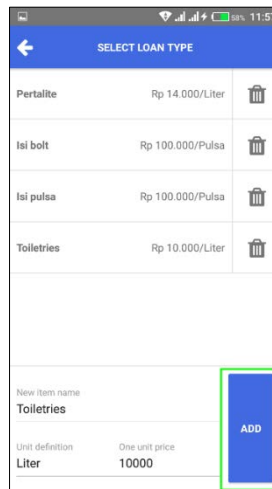 58% 11:57
SELECT LOAN TYPE
Pertalite Rp 14.000/Liter
Isi bolt Rp 100.000/Pulsa
Isi pulsa Rp 100.000/Pulsa
Toiletries Rp 10.000/Liter
New item name
Toiletries
ADD
Unit definition One unit price
Liter 10000